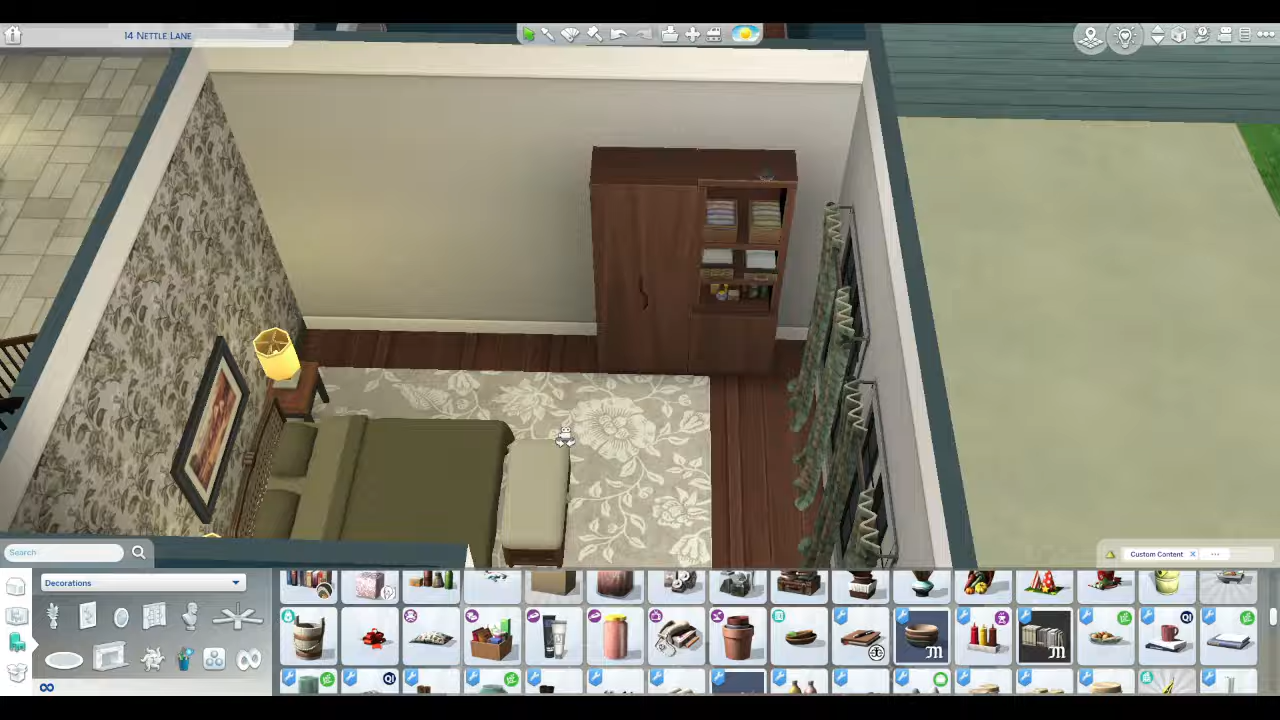 14 NETTLE LANE
Search
Custom Content
Decorations
m
m